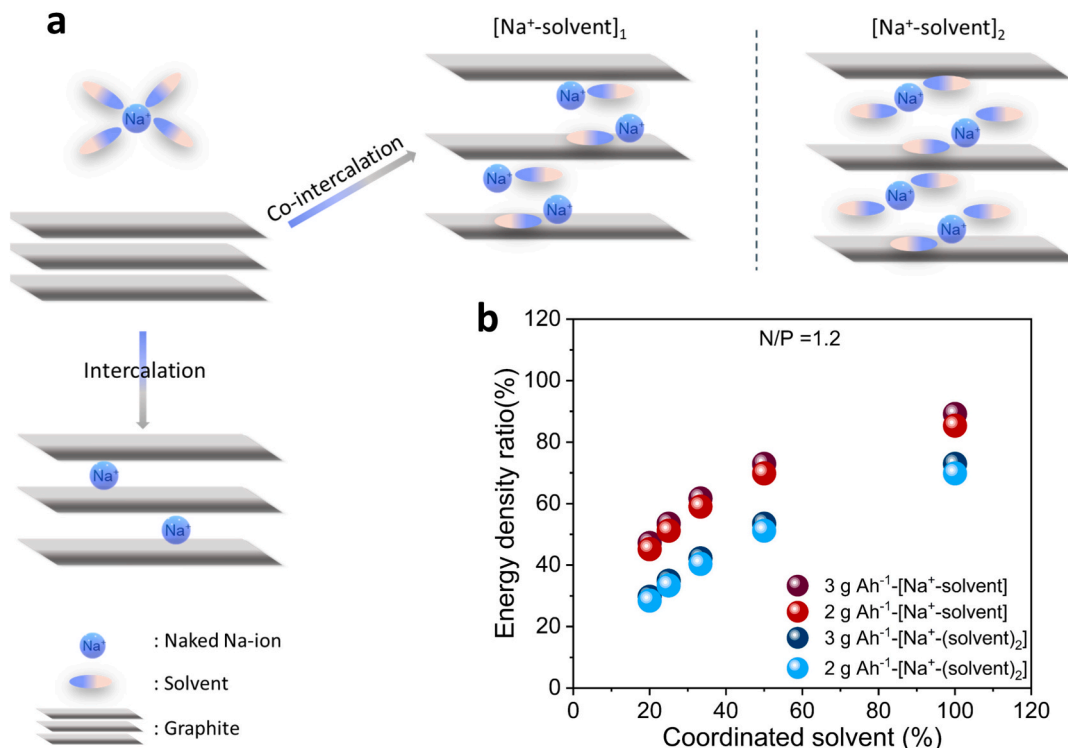 a
[Na⁺-solvent]₁
[Na⁺-solvent]₂
Na⁺
Na⁺
Na⁺
Na⁺
Na⁺
Na⁺
Na⁺
Na⁺
Na⁺
Co-intercalation
Intercalation
Na⁺
Na⁺
Na⁺
: Naked Na-ion
: Solvent
: Graphite
b
N/P =1.2
Energy density ratio(%)
120
100
80
60
40
20
0
3 g Ah⁻¹-[Na⁺-solvent]
2 g Ah⁻¹-[Na⁺-solvent]
3 g Ah⁻¹-[Na⁺-(solvent)₂]
2 g Ah⁻¹-[Na⁺-(solvent)₂]
0 20 40 60 80 100 120
Coordinated solvent (%)